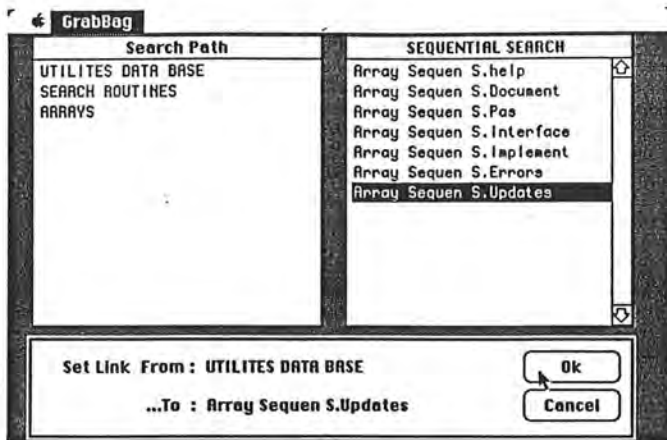 GrabBag
Search Path
UTILITES DATA BASE
SEARCH ROUTINES
ARRAYS
SEQUENTIAL SEARCH
Array Sequen S.help
Array Sequen S.Document
Array Sequen S.Pas
Array Sequen S.Interface
Array Sequen S.Implement
Array Sequen S.Errors
Array Sequen S.Updates
Set Link From : UTILITES DATA BASE
...To : Array Sequen S.Updates
Ok
Cancel